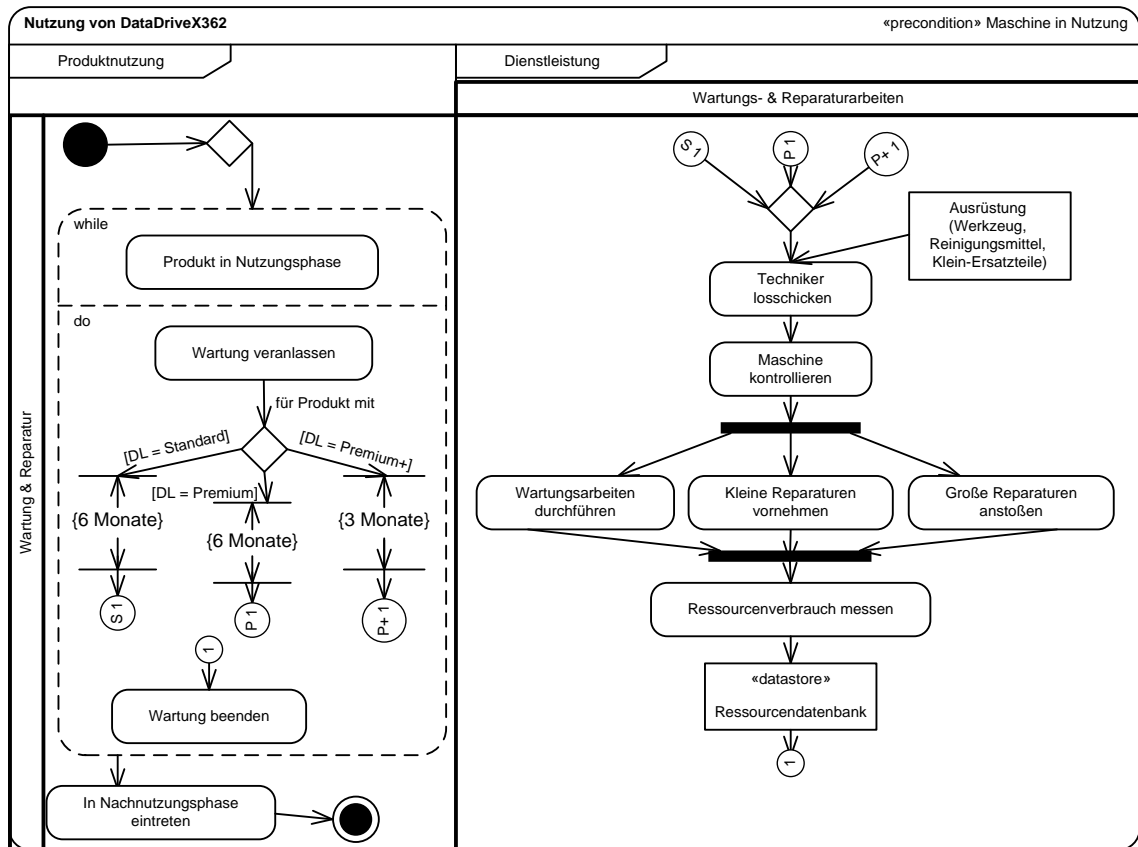 Nutzung von DataDriveX362
«precondition» Maschine in Nutzung
Produktnutzung
Dienstleistung
Wartungs- & Reparaturarbeiten
Wartung & Reparatur
while
Produkt in Nutzungsphase
do
Wartung veranlassen
für Produkt mit
[DL = Standard]
[DL = Premium]
[DL = Premium+]
{6 Monate}
{6 Monate}
{3 Monate}
S 1
P 1
P+ 1
1
Wartung beenden
In Nachnutzungsphase
eintreten
S 1
P 1
P+ 1
Ausrüstung
(Werkzeug,
Reinigungsmittel,
Klein-Ersatzteile)
Techniker
losschicken
Maschine
kontrollieren
Wartungsarbeiten
durchführen
Kleine Reparaturen
vornehmen
Große Reparaturen
anstoßen
Ressourcenverbrauch messen
«datastore»
Ressourcendatenbank
1